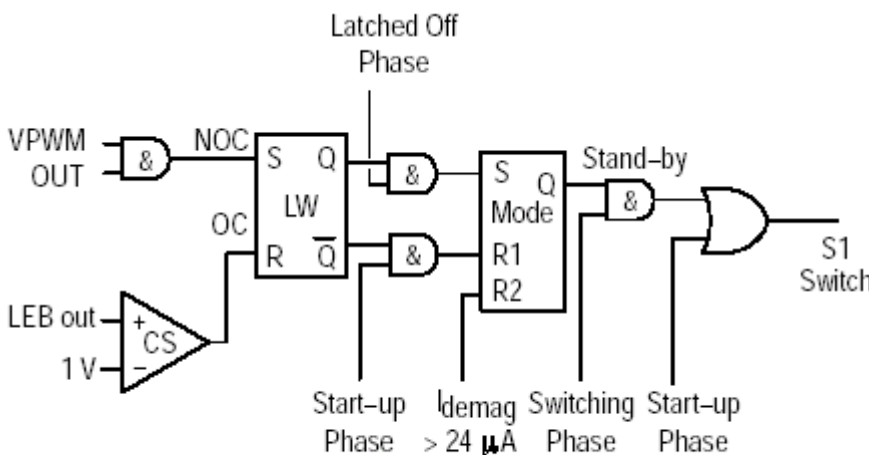 Latched Off
Phase
VPWM
OUT
&
NOC
S Q
LW
R Q
OC
&
&
S Q
Mode
R1
R2
Stand–by
&
S1
Switch
LEB out
+
CS
–
1 V
Start–up
Phase
Idemag
> 24 μA
Switching
Phase
Start–up
Phase